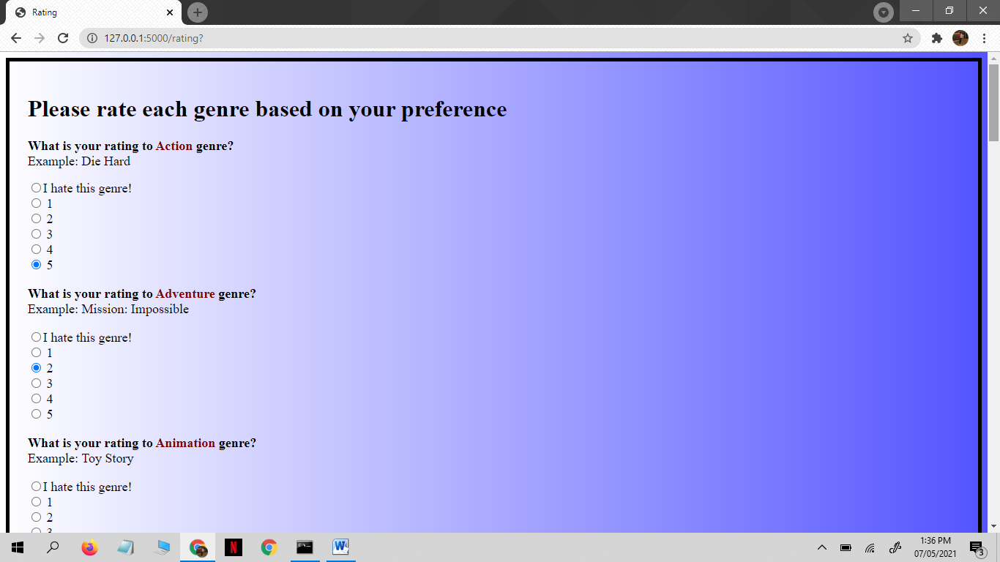 Rating
127.0.0.1:5000/rating?
Please rate each genre based on your preference
What is your rating to Action genre?
Example: Die Hard
I hate this genre!
1
2
3
4
5
What is your rating to Adventure genre?
Example: Mission: Impossible
I hate this genre!
1
2
3
4
5
What is your rating to Animation genre?
Example: Toy Story
I hate this genre!
1
2
3
1:36 PM
07/05/2021
3